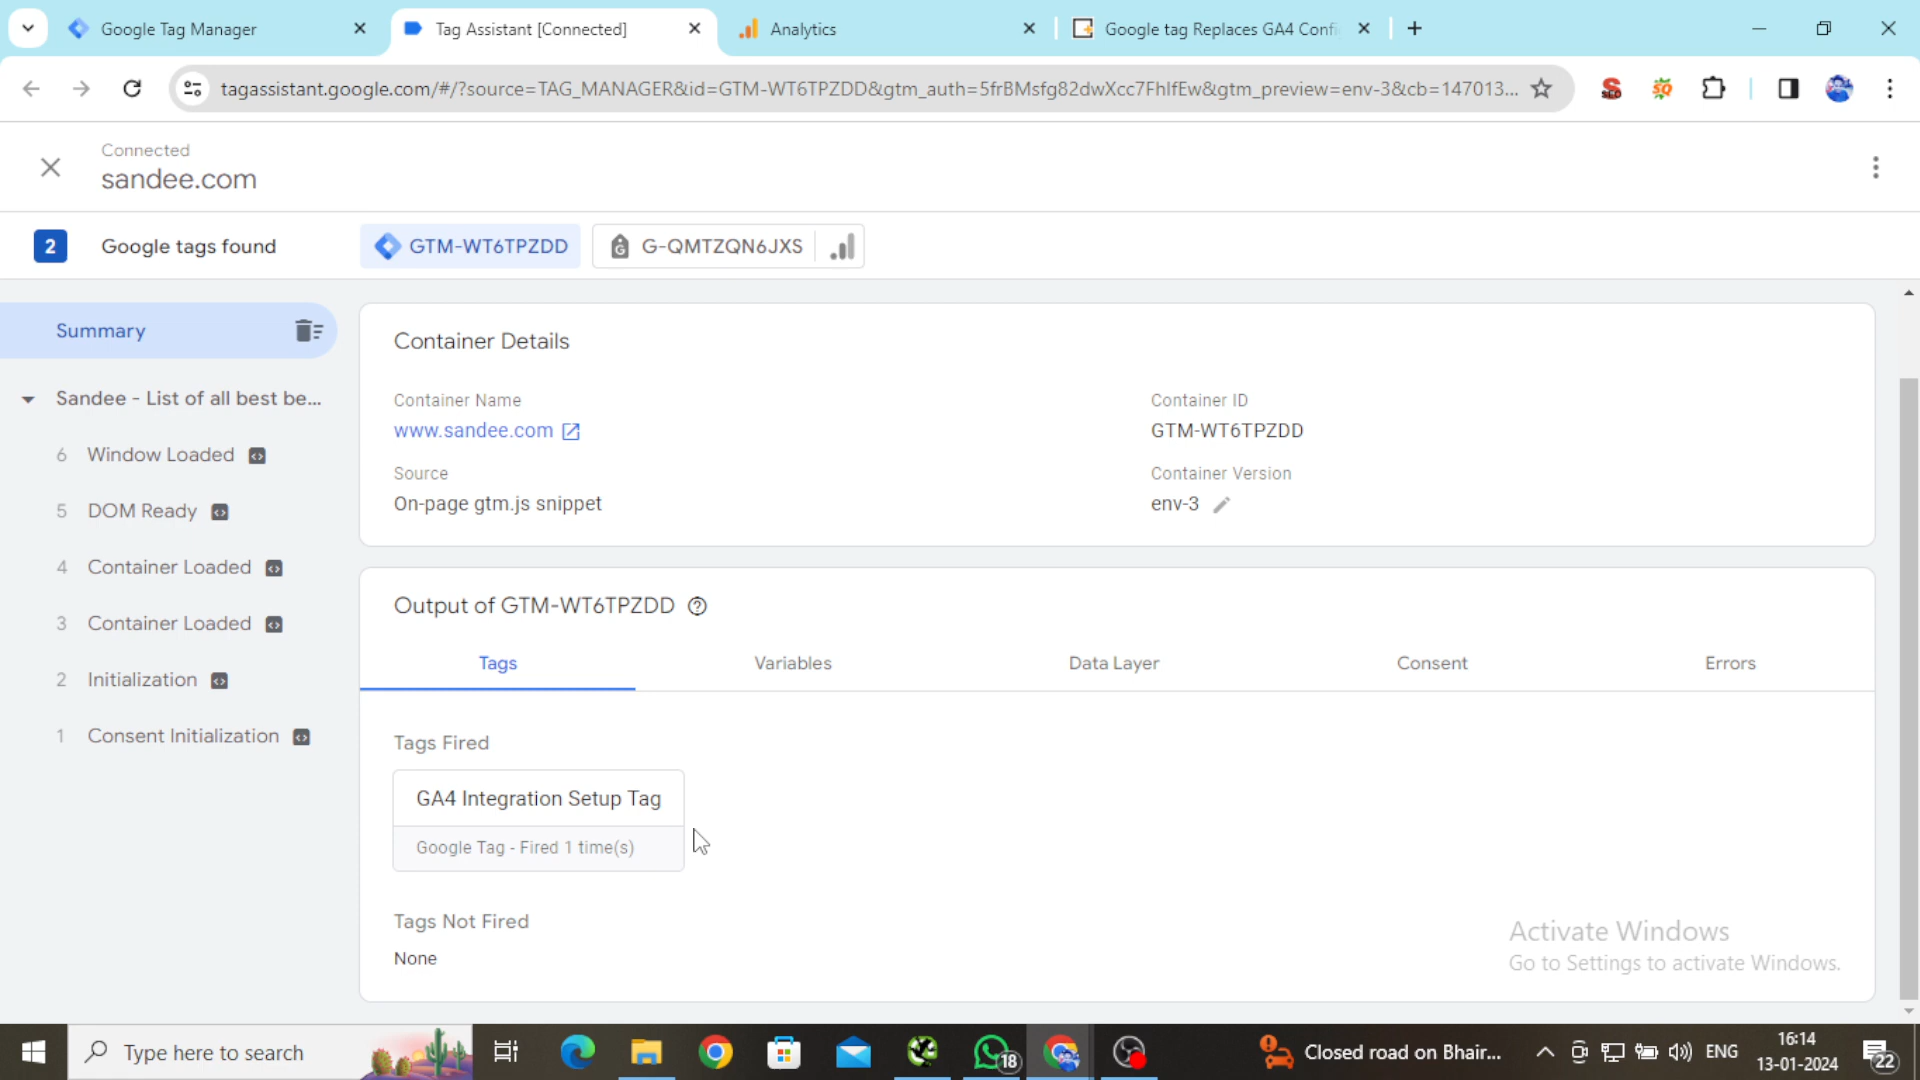 Google Tag Manager
Tag Assistant [Connected]
Analytics
Google tag Replaces GA4 Confi
tagassistant.google.com/#/?source=TAG_MANAGER&id=GTM-WT6TPZDD&gtm_auth=5frBMsfg82dwXcc7FhIfEw&gtm_preview=env-3&cb=147013...
Connected
sandee.com
2 Google tags found
GTM-WT6TPZDD
G-QMTZQN6JXS
Summary
Sandee - List of all best be...
6 Window Loaded
5 DOM Ready
4 Container Loaded
3 Container Loaded
2 Initialization
1 Consent Initialization
Container Details
Container Name
www.sandee.com
Container ID
GTM-WT6TPZDD
Source
On-page gtm.js snippet
Container Version
env-3
Output of GTM-WT6TPZDD
Tags
Variables
Data Layer
Consent
Errors
Tags Fired
GA4 Integration Setup Tag
Google Tag - Fired 1 time(s)
Tags Not Fired
None
Activate Windows
Go to Settings to activate Windows.
Type here to search
18
Closed road on Bhair...
ENG
16:14
13-01-2024
22